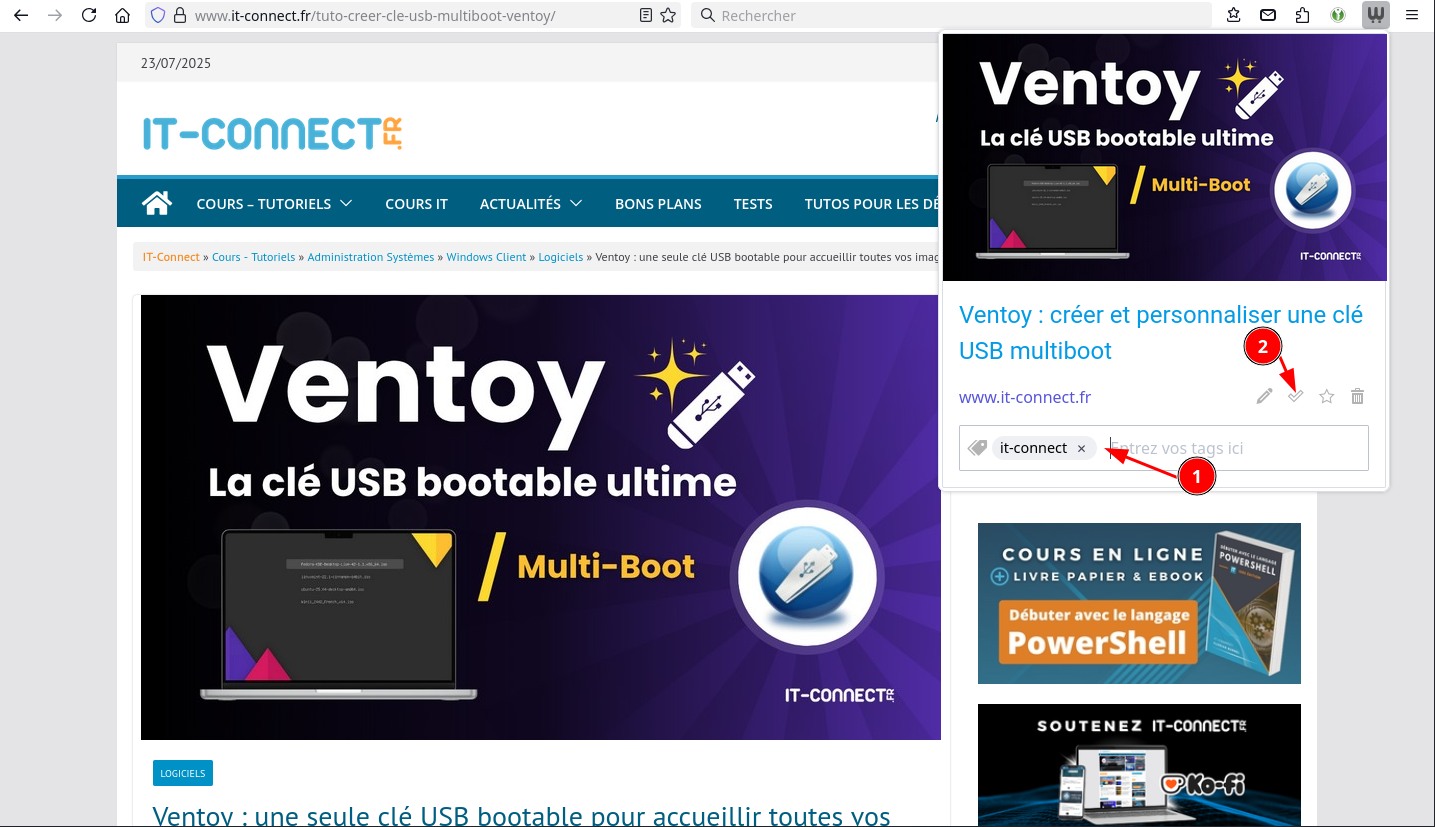 www.it-connect.fr/tuto-creer-cle-usb-multiboot-ventoy/
Rechercher
23/07/2025
IT-CONNECT.FR
COURS – TUTORIELS
COURS IT
ACTUALITÉS
BONS PLANS
TESTS
TUTOS POUR LES DÉ
IT-Connect » Cours - Tutoriels » Administration Systèmes » Windows Client » Logiciels » Ventoy : une seule clé USB bootable pour accueillir toutes vos imag
Ventoy
La clé USB bootable ultime
Multi-Boot
IT-CONNECT.FR
LOGICIELS
Ventoy : une seule clé USB bootable pour accueillir toutes vos
Ventoy
La clé USB bootable ultime
Multi-Boot
IT-CONNECT.FR
Ventoy : créer et personnaliser une clé
USB multiboot
2
www.it-connect.fr
it-connect ×
Entrez vos tags ici
1
COURS EN LIGNE
+ LIVRE PAPIER & EBOOK
Débuter avec le langage
PowerShell
DÉBUTER AVEC LE LANGAGE
POWERSHELL
SOUTENEZ IT-CONNECT.FR
Ko-fi